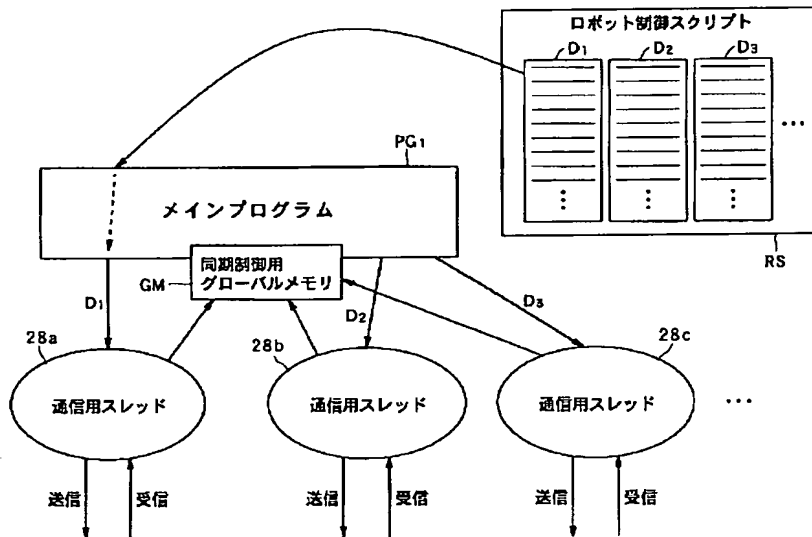 ロボット制御スクリプト
D1
D2
D3
...
RS
PG1
メインプログラム
同期制御用
グローバルメモリ
GM
D1
D2
D3
28a
28b
28c
通信用スレッド
通信用スレッド
通信用スレッド
...
送信
受信
送信
受信
送信
受信